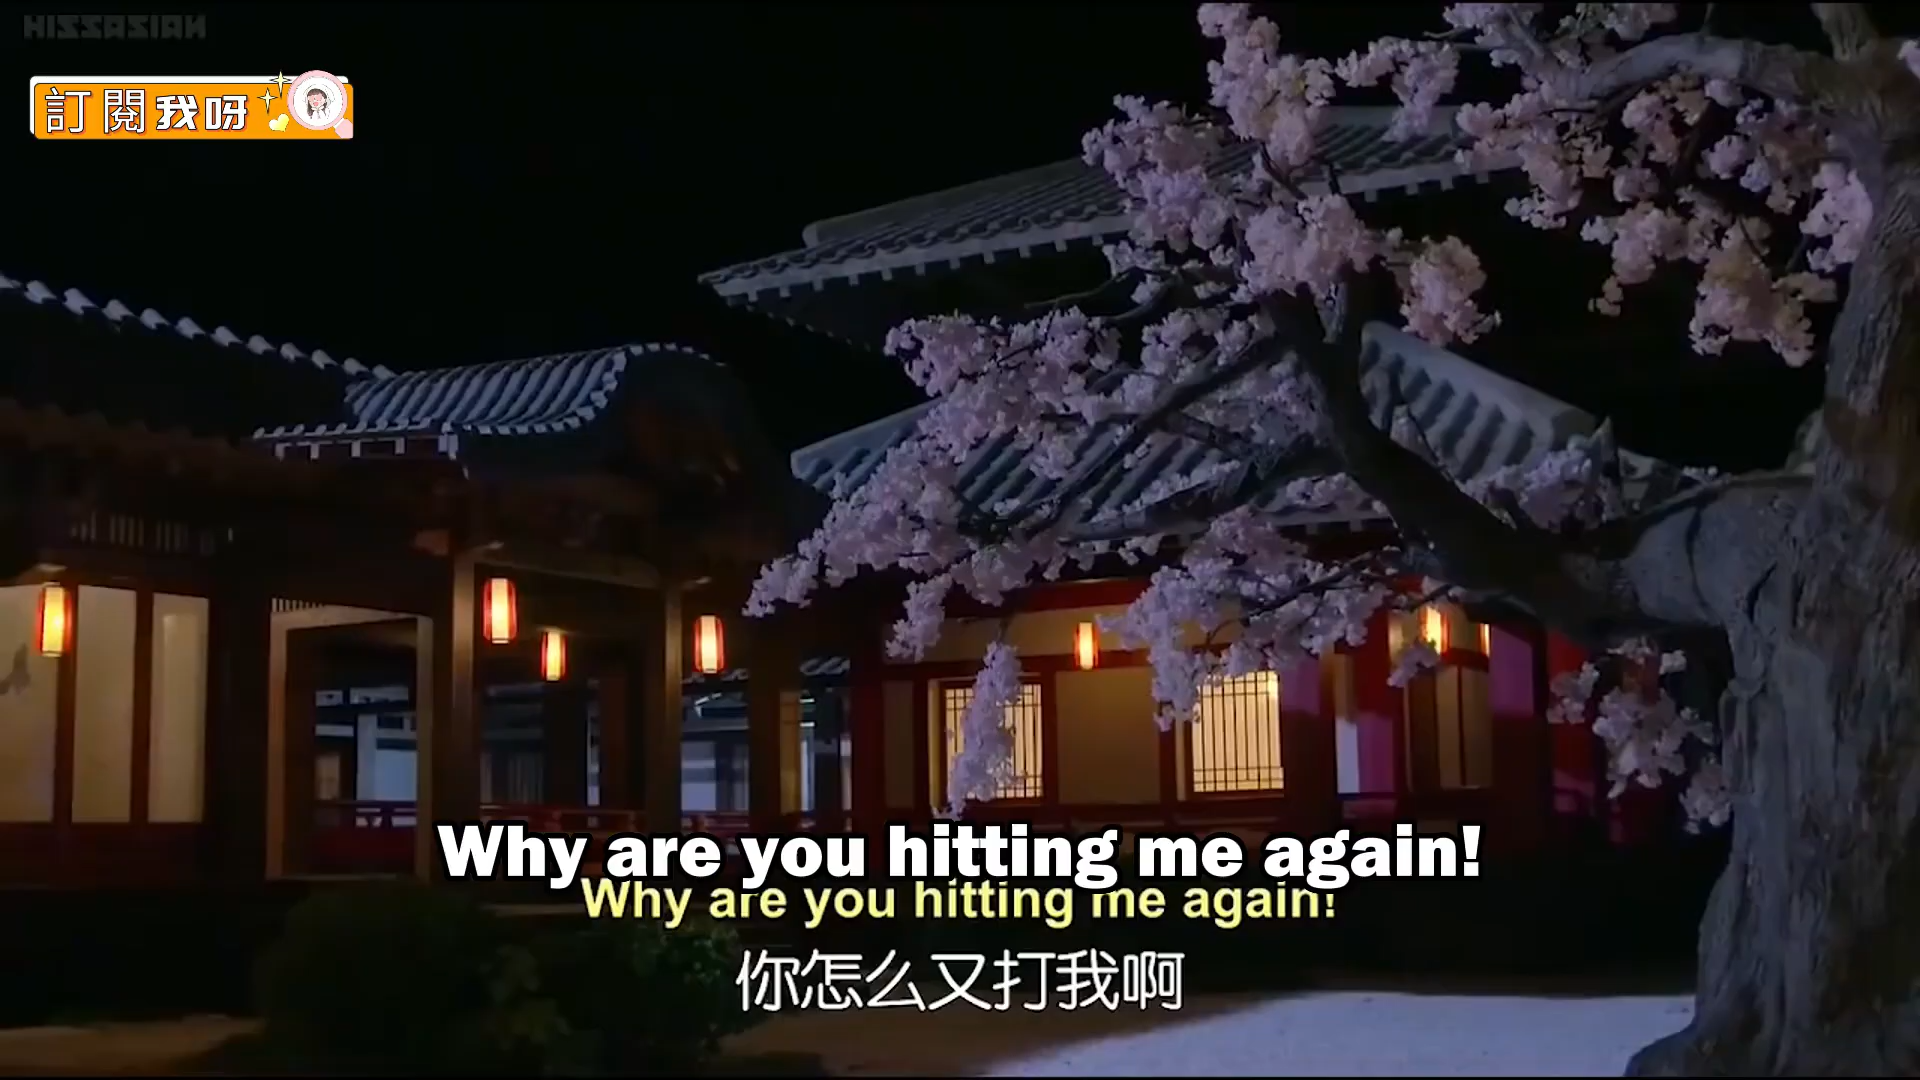 HISSASIAN
訂閱我呀
Why are you hitting me again!
Why are you hitting me again!
你怎么又打我啊